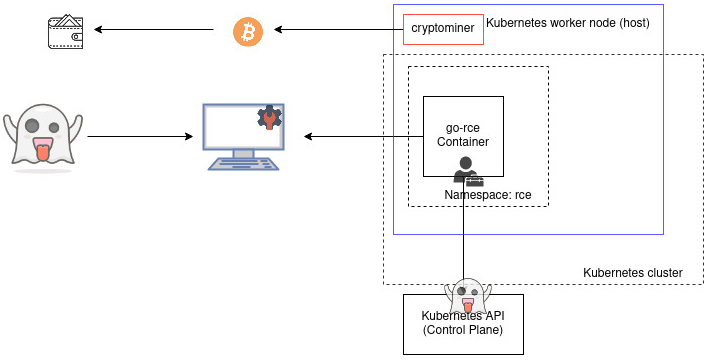 cryptominer
Kubernetes worker node (host)
go-rce
Container
Namespace: rce
Kubernetes cluster
Kubernetes API
(Control Plane)